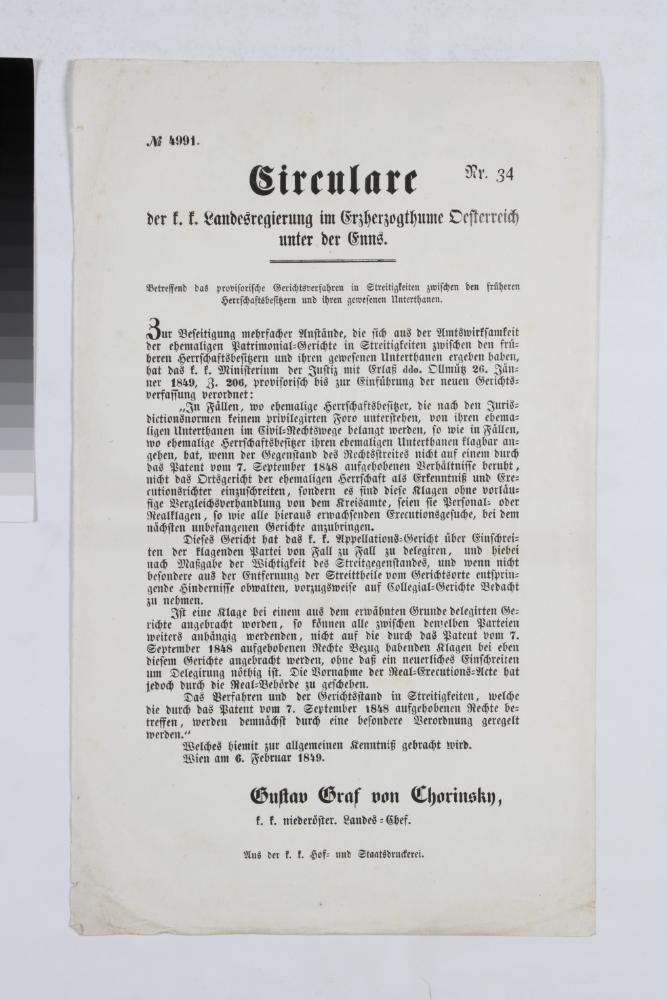 № 4991.
Circulare Nr. 34
der k. k. Landesregierung im Erzherzogthume Oesterreich
unter der Enns.
Betreffend das provisorische Gerichtsverfahren in Streitigkeiten zwischen den früheren
Herrschaftsbesitzern und ihren gewesenen Unterthanen.
Zur Beseitigung mehrfacher Anstände, die sich aus der Amtswirksamkeit
der ehemaligen Patrimonial-Gerichte in Streitigkeiten zwischen den frü-
heren Herrschaftsbesitzern und ihren gewesenen Unterthanen ergeben haben,
hat das k. k. Ministerium der Justiz mit Erlaß ddo. Ollmütz 26. Jän-
ner 1849, Z. 206, provisorisch bis zur Einführung der neuen Gerichts-
verfassung verordnet:
„In Fällen, wo ehemalige Herrschaftsbesitzer, die nach den Juris-
dictionsnormen keinem privilegirten Foro unterstehen, von ihren ehema-
ligen Unterthanen im Civil-Rechtswege belangt werden, so wie in Fällen,
wo ehemalige Herrschaftsbesitzer ihren ehemaligen Unterthanen klagbar an-
gehen, hat, wenn der Gegenstand des Rechtsstreites nicht auf einem durch
das Patent vom 7. September 1848 aufgehobenen Verhältnisse beruht,
nicht das Ortsgericht der ehemaligen Herrschaft als Erkenntniß und Exe-
cutionsrichter einzuschreiten, sondern es sind diese Klagen ohne vorläu-
fige Vergleichsverhandlung von dem Kreisamte, seien sie Personal- oder
Realklagen, so wie alle hieraus erwachsenden Executionsgesuche, bei dem
nächsten unbefangenen Gerichte anzubringen.
Dieses Gericht hat das k. k. Appellations-Gericht über Einschrei-
ten der klagenden Partei von Fall zu Fall zu delegiren, und hiebei
nach Maßgabe der Wichtigkeit des Streitgegenstandes, und wenn nicht
besondere aus der Entfernung der Streittheile vom Gerichtsorte entsprin-
gende Hindernisse obwalten, vorzugsweise auf Collegial-Gerichte Bedacht
zu nehmen.
Ist eine Klage bei einem aus dem erwähnten Grunde delegirten Ge-
richte angebracht worden, so können alle zwischen denselben Parteien
weiters anhängig werdenden, nicht auf die durch das Patent vom 7.
September 1848 aufgehobenen Rechte Bezug habenden Klagen bei eben
diesem Gerichte angebracht werden, ohne daß ein neuerliches Einschreiten
um Delegirung nöthig ist. Die Vornahme der Real-Executions-Acte hat
jedoch durch die Real-Behörde zu geschehen.
Das Verfahren und der Gerichtsstand in Streitigkeiten, welche
die durch das Patent vom 7. September 1848 aufgehobenen Rechte be-
treffen, werden demnächst durch eine besondere Verordnung geregelt
werden.“
Welches hiemit zur allgemeinen Kenntniß gebracht wird.
Wien am 6. Februar 1849.
Gustav Graf von Chorinsky,
k. k. niederöster. Landes-Chef.
Aus der k. k. Hof- und Staatsdruckerei.